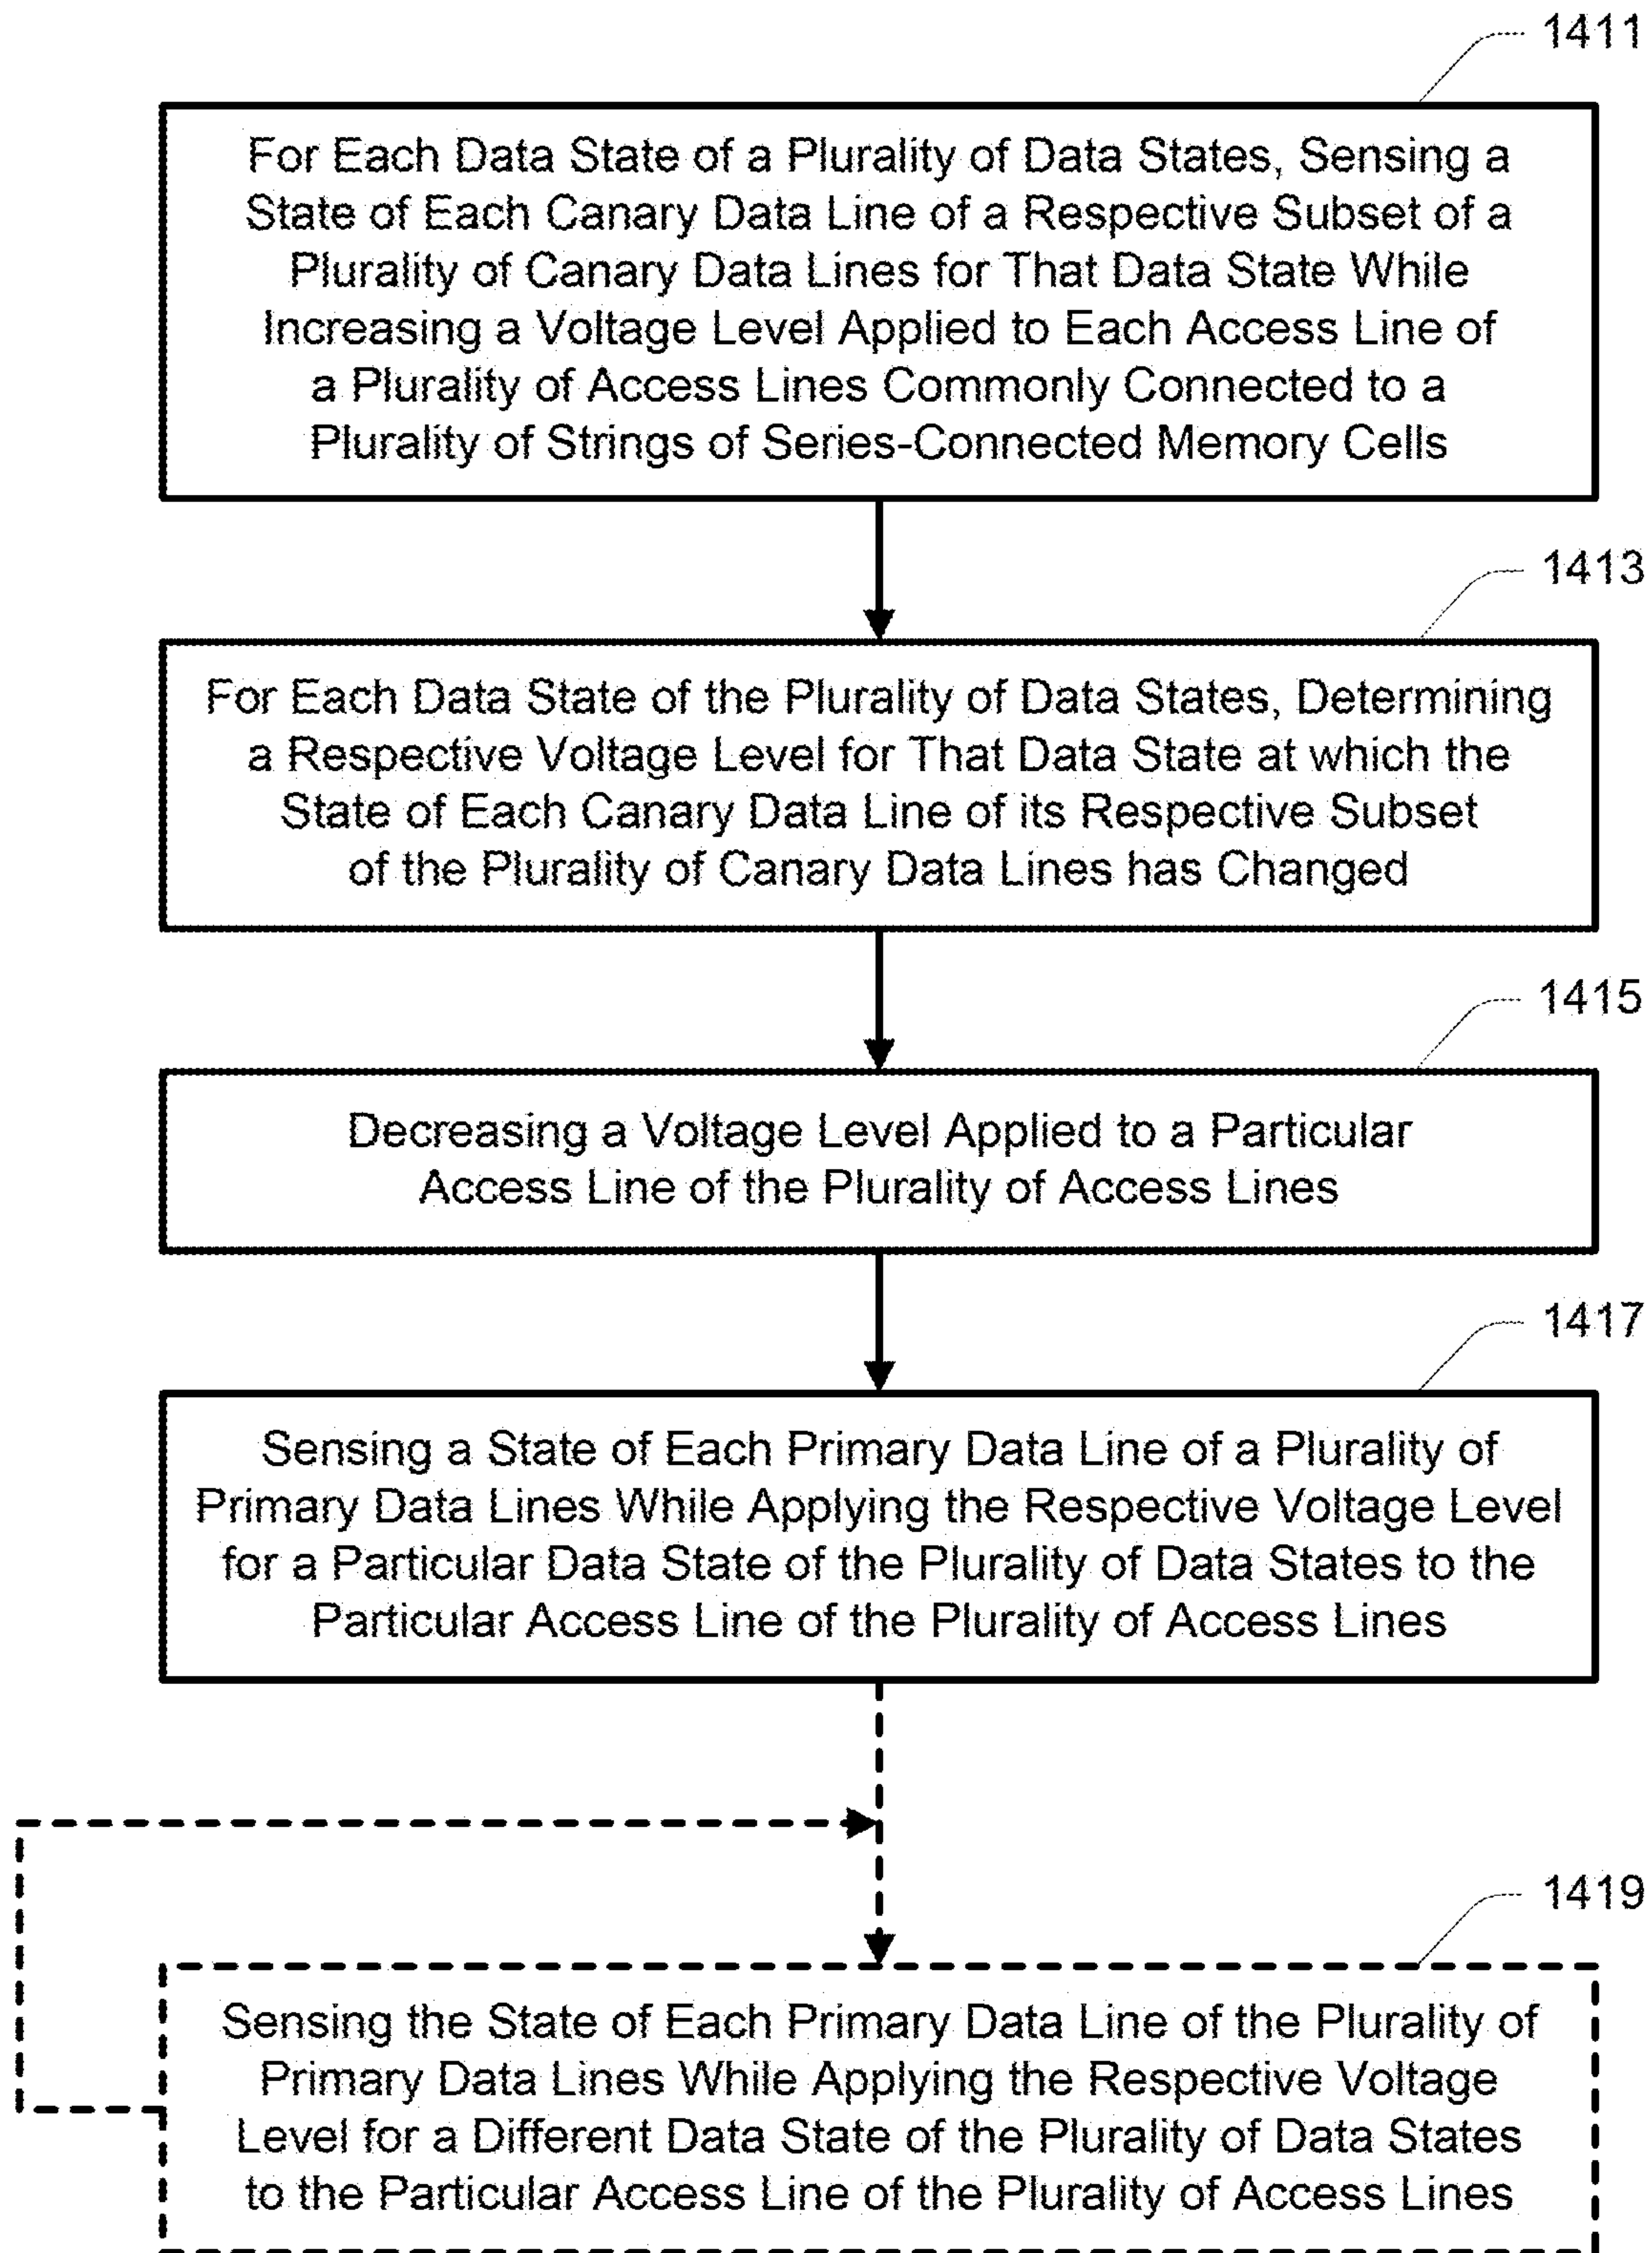 1411
For Each Data State of a Plurality of Data States, Sensing a
State of Each Canary Data Line of a Respective Subset of a
Plurality of Canary Data Lines for That Data State While
Increasing a Voltage Level Applied to Each Access Line of
a Plurality of Access Lines Commonly Connected to a
Plurality of Strings of Series-Connected Memory Cells
1413
For Each Data State of the Plurality of Data States, Determining
a Respective Voltage Level for That Data State at which the
State of Each Canary Data Line of its Respective Subset
of the Plurality of Canary Data Lines has Changed
1415
Decreasing a Voltage Level Applied to a Particular
Access Line of the Plurality of Access Lines
1417
Sensing a State of Each Primary Data Line of a Plurality of
Primary Data Lines While Applying the Respective Voltage Level
for a Particular Data State of the Plurality of Data States to the
Particular Access Line of the Plurality of Access Lines
1419
Sensing the State of Each Primary Data Line of the Plurality of
Primary Data Lines While Applying the Respective Voltage
Level for a Different Data State of the Plurality of Data States
to the Particular Access Line of the Plurality of Access Lines